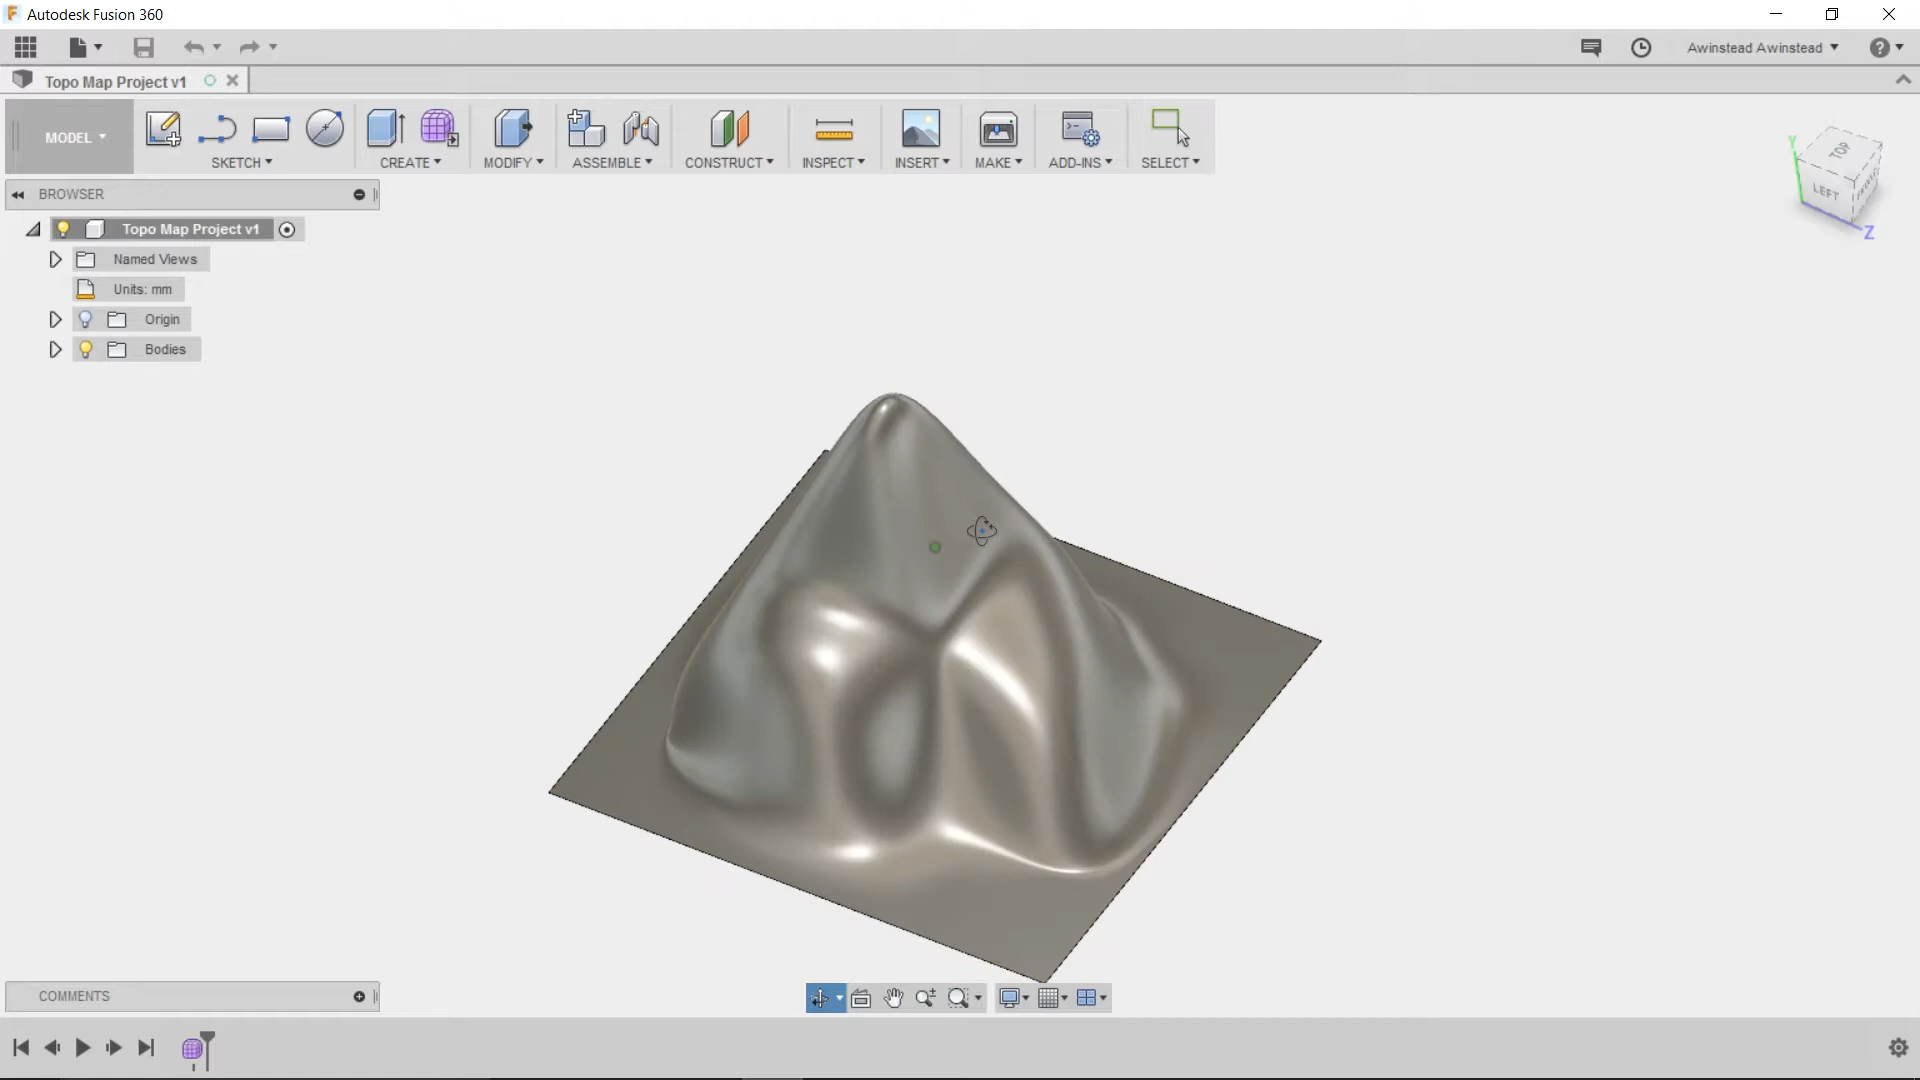 Autodesk Fusion 360
Awinstead Awinstead
Topo Map Project v1
MODEL
SKETCH
CREATE
MODIFY
ASSEMBLE
CONSTRUCT
INSPECT
INSERT
MAKE
ADD-INS
SELECT
Y
TOP
LEFT
Z
BROWSER
Topo Map Project v1
Named Views
Units: mm
Origin
Bodies
COMMENTS